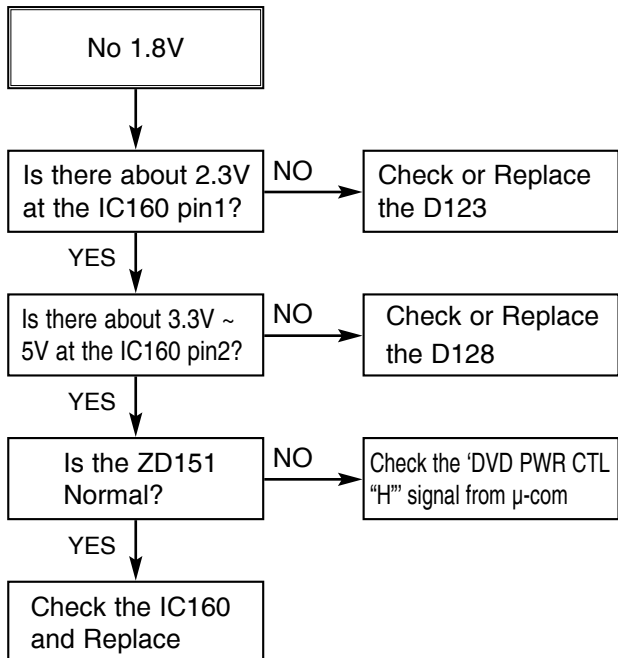 No 1.8V
Is there about 2.3V
at the IC160 pin1?
NO
Check or Replace
the D123
YES
Is there about 3.3V ~
5V at the IC160 pin2?
NO
Check or Replace
the D128
YES
Is the ZD151
Normal?
NO
Check the ‘DVD PWR CTL
“H”’ signal from µ-com
YES
Check the IC160
and Replace